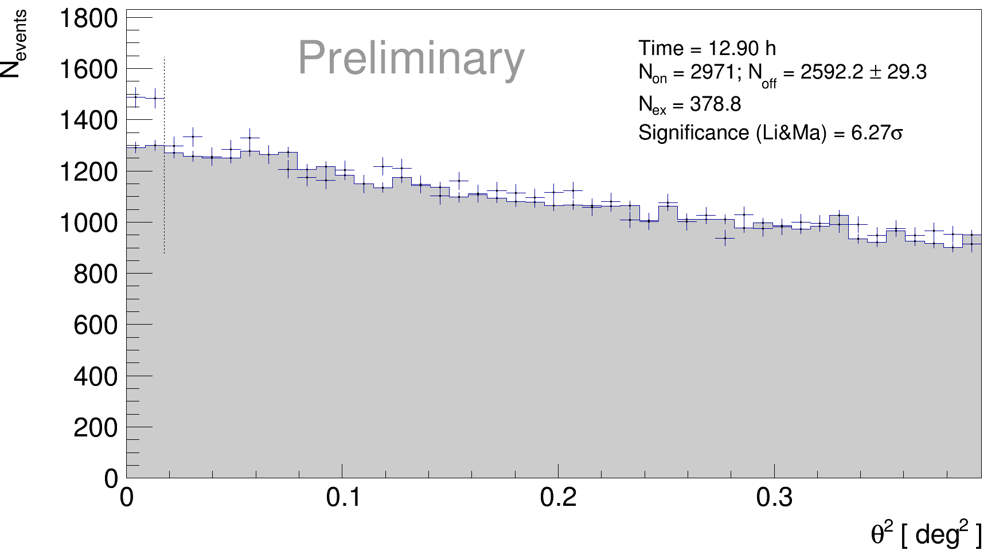 N_events
1800
1600
1400
1200
1000
800
600
400
200
0
Preliminary
Time = 12.90 h
N_on = 2971; N_off = 2592.2 ± 29.3
N_ex = 378.8
Significance (Li&Ma) = 6.27σ
0 0.1 0.2 0.3
θ² [ deg² ]